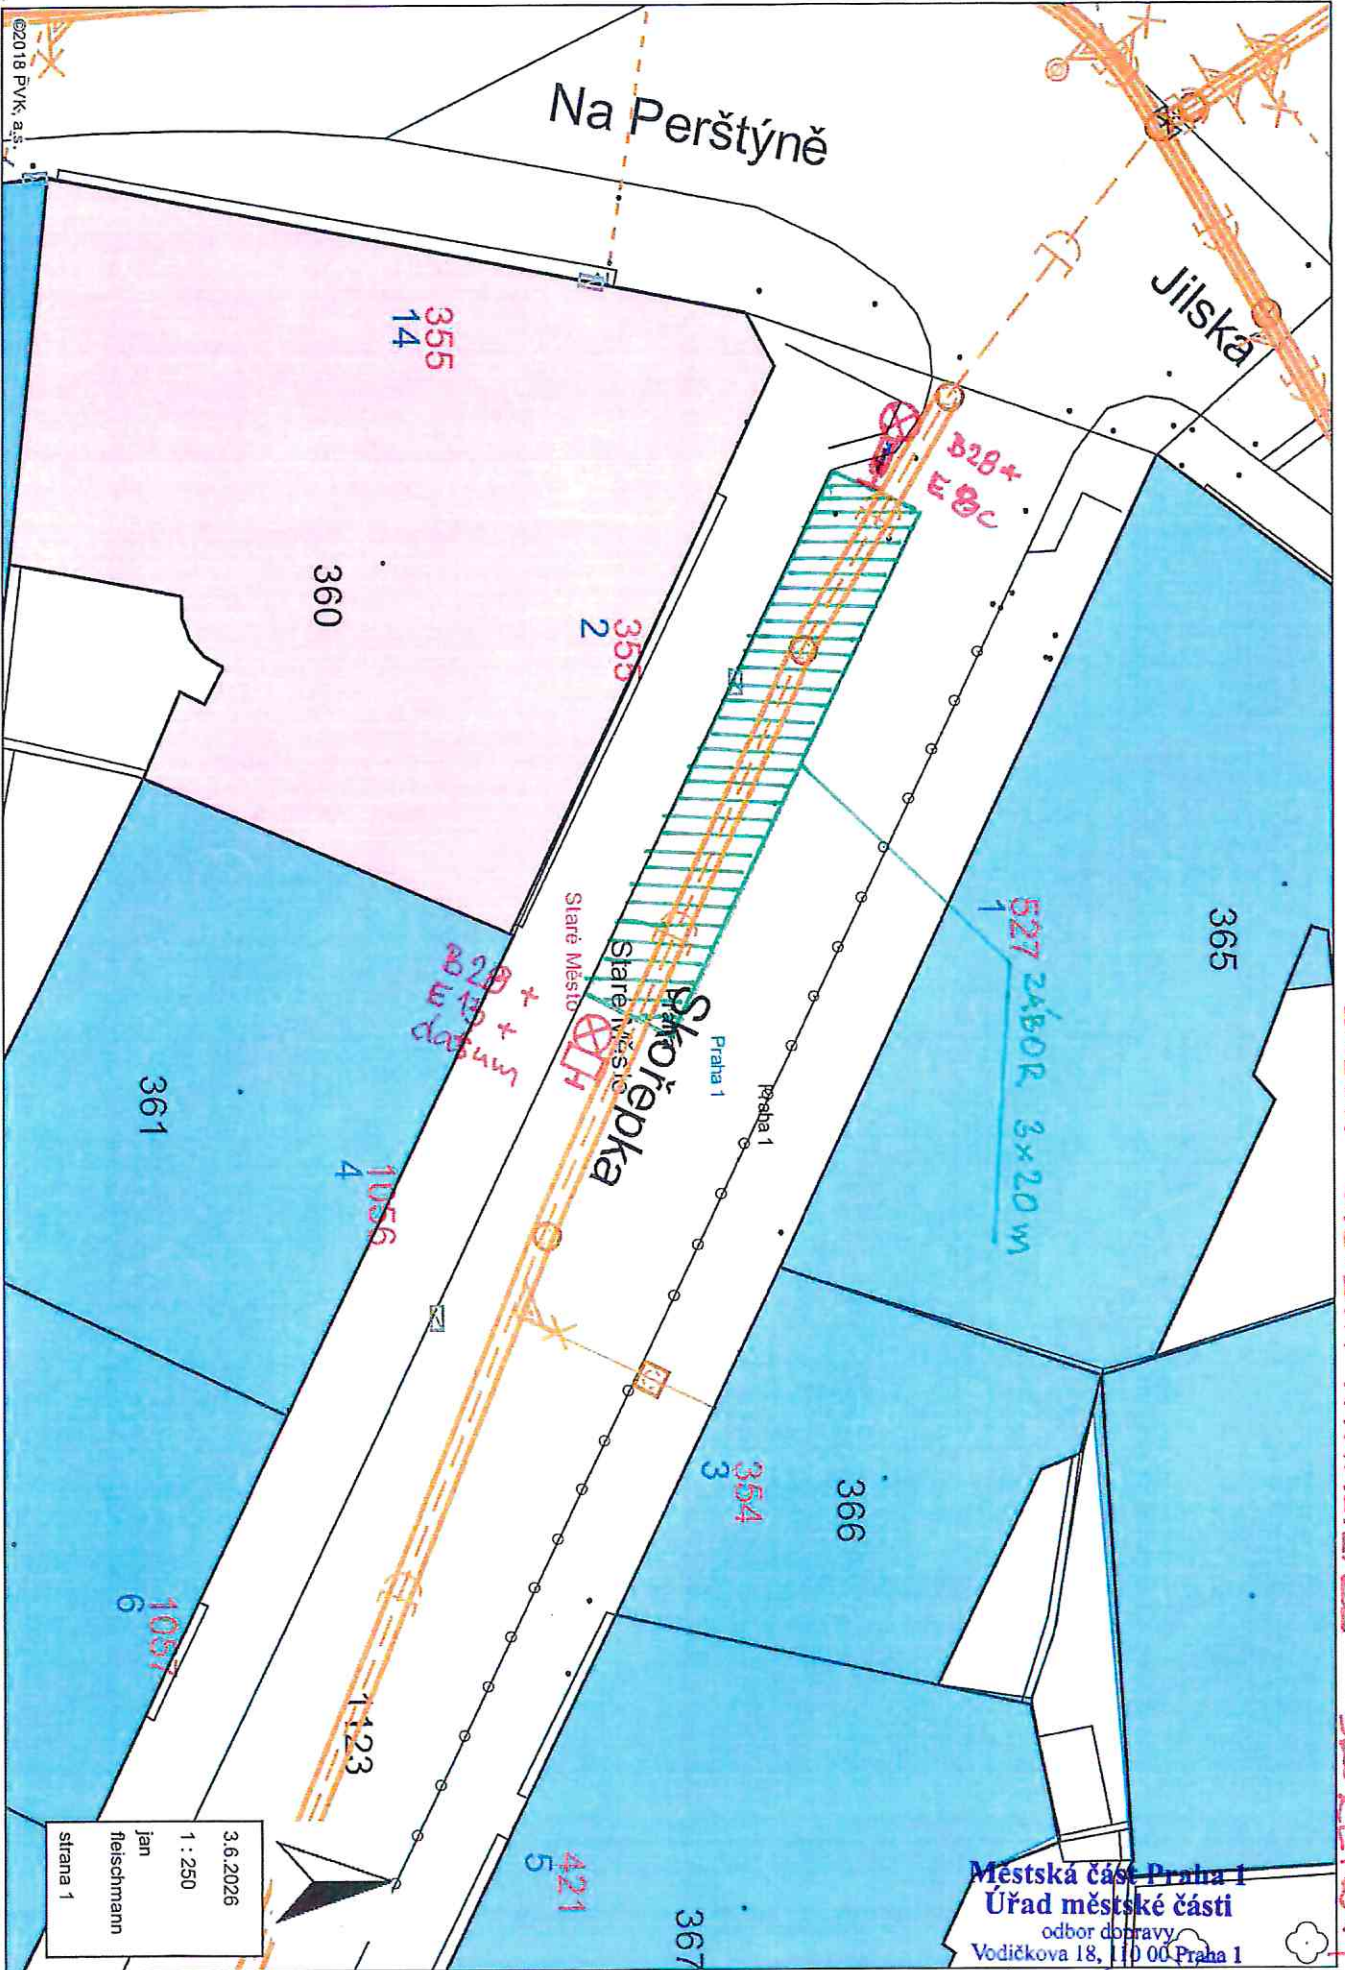 ©2018 PVK, a.s.
Na Perštýně
Jilská
355
14
360
355
2
B28+
E8c
527
1
ZÁBOR 3x20 m
365
Staré Město
Staré Město
Praha 1
Praha 1
Skořepka
B28 +
E13 +
datum
361
1056
4
354
3
366
1057
6
1123
421
5
367
3.6.2026
1 : 250
jan
fleischmann
strana 1
Městská část Praha 1
Úřad městské části
odbor dopravy
Vodičkova 18, 110 00 Praha 1